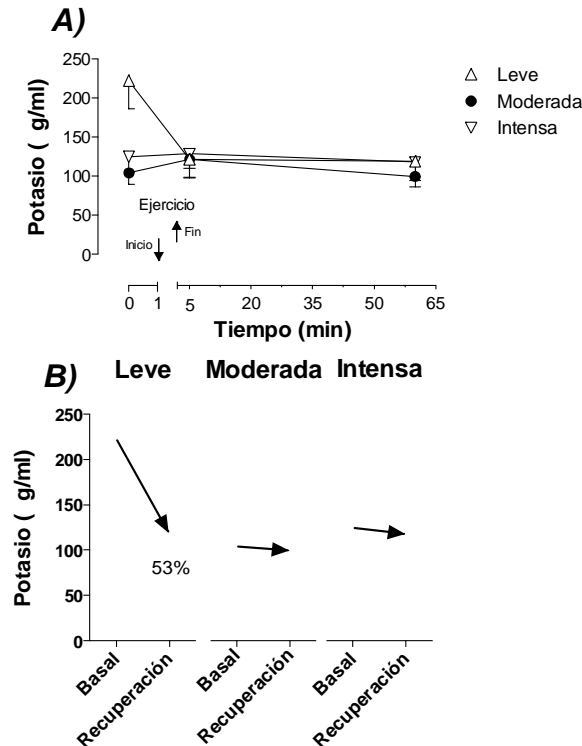 A)
250
200
150
100
50
0
Potasio ( g/ml)
Leve
Moderada
Intensa
Ejercicio
Inicio
Fin
0 1 5 20 35 50 65
Tiempo (min)
B)
Leve Moderada Intensa
250
200
150
100
50
0
Potasio ( g/ml)
53%
Basal
Recuperación
Basal
Recuperación
Basal
Recuperación